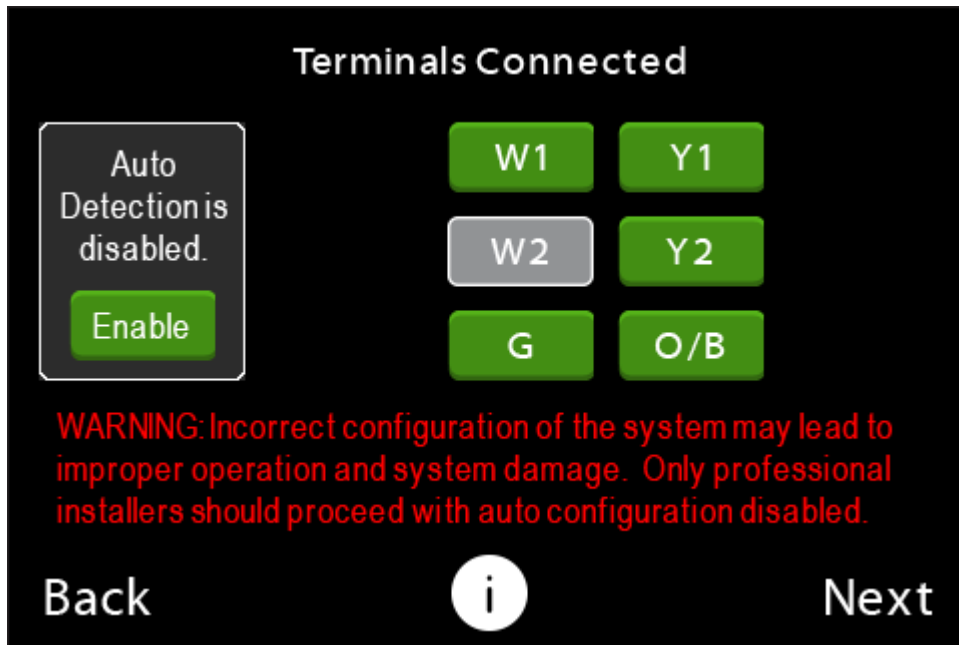 Terminals Connected
Auto
Detection is
disabled.
Enable
W1 Y1
W2 Y2
G O/B
WARNING: Incorrect configuration of the system may lead to
improper operation and system damage. Only professional
installers should proceed with auto configuration disabled.
Back i Next